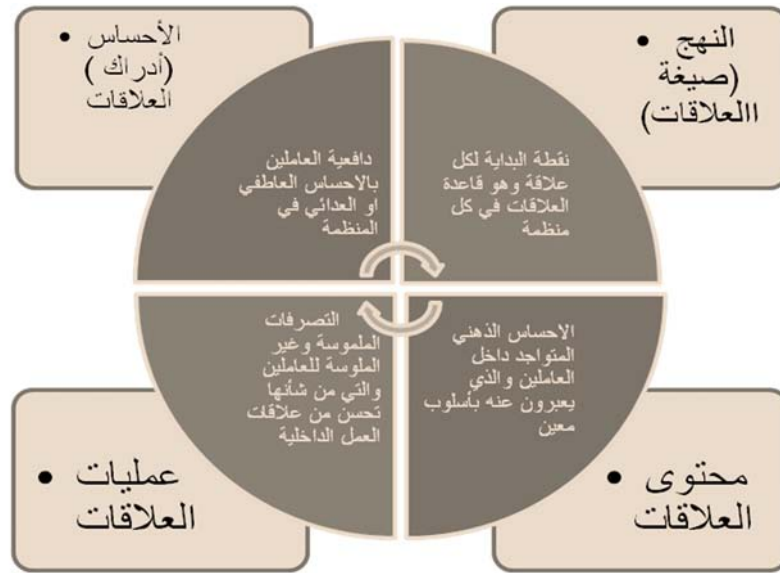 • النهج
(صيغة
االعلاقات)
نقطة البداية لكل
علاقة وهو قاعدة
العلاقات في كل
منظمة
• الأحساس
(أدراك )
العلاقات
دافعية العاملين
بالاحساس العاطفي
او العدائي في
المنظمة
الاحساس الذهني
المتواجد داخل
العاملين والذي
يعبرون عنه بأسلوب
معين
• محتوى
العلاقات
التصرفات
الملموسة وغير
الملوسة للعاملين
والتي من شأنها
تحسن من علاقات
العمل الداخلية
• عمليات
العلاقات